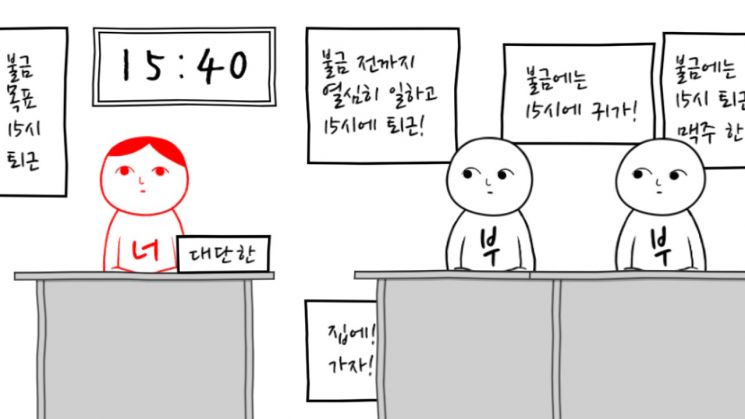 불금
목표
15시
퇴근
15:40
불금 전까지
열심히 일하고
15시에 퇴근!
불금에는
15시에 귀가!
불금에는
15시 퇴근
맥주 한
너
대단한
부
부
집에!
가자!